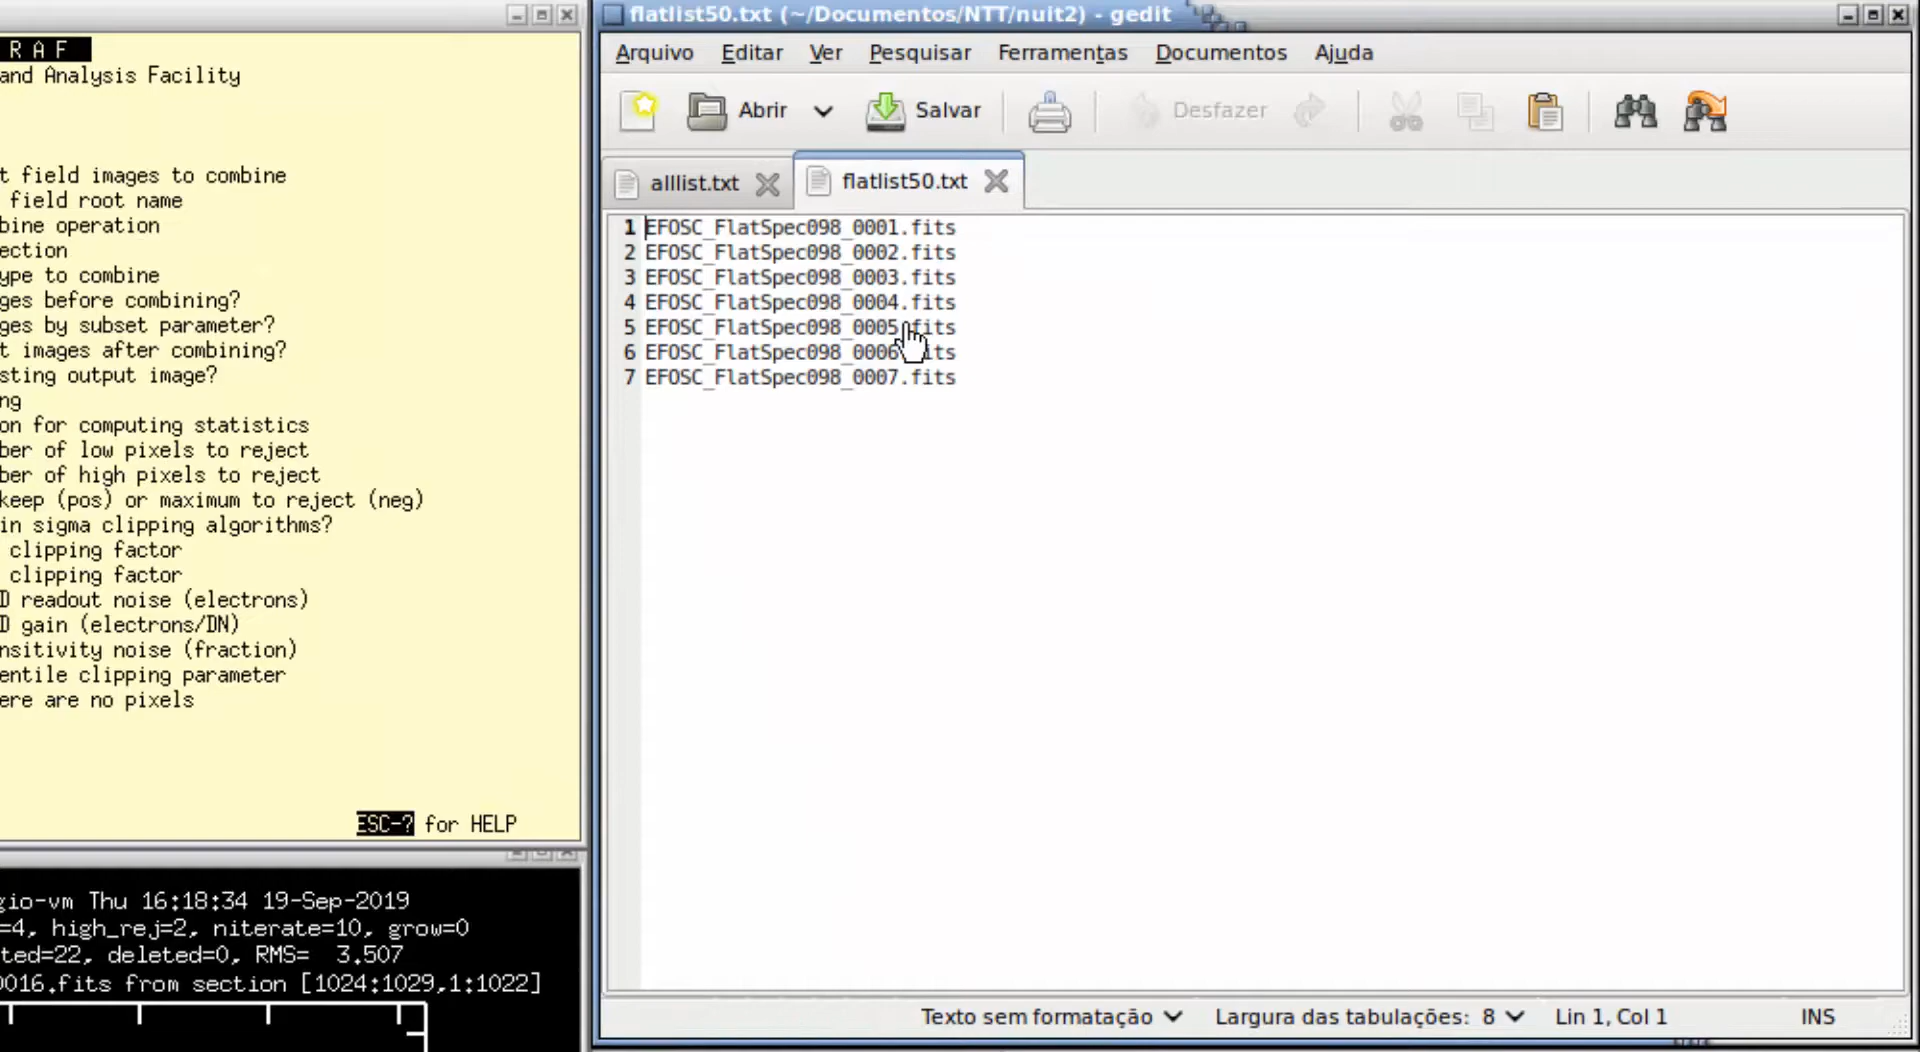 R A F
and Analysis Facility
t field images to combine
field root name
bine operation
ection
ype to combine
ges before combining?
ges by subset parameter?
t images after combining?
sting output image?
ng
on for computing statistics
ber of low pixels to reject
ber of high pixels to reject
keep (pos) or maximum to reject (neg)
in sigma clipping algorithms?
clipping factor
clipping factor
D readout noise (electrons)
D gain (electrons/DN)
nsitivity noise (fraction)
entile clipping parameter
ere are no pixels
ESC-? for HELP
gio-vm Thu 16:18:34 19-Sep-2019
=4, high_rej=2, niterate=10, grow=0
ted=22, deleted=0, RMS= 3.507
0016.fits from section [1024:1029,1:1022]
flatlist50.txt (~/Documentos/NTT/nuit2) - gedit
Arquivo Editar Ver Pesquisar Ferramentas Documentos Ajuda
Abrir Salvar Desfazer
alllist.txt flatlist50.txt
1 EFOSC_FlatSpec098_0001.fits
2 EFOSC_FlatSpec098_0002.fits
3 EFOSC_FlatSpec098_0003.fits
4 EFOSC_FlatSpec098_0004.fits
5 EFOSC_FlatSpec098_0005.fits
6 EFOSC_FlatSpec098_0006.fits
7 EFOSC_FlatSpec098_0007.fits
Texto sem formatação Largura das tabulações: 8 Lin 1, Col 1 INS